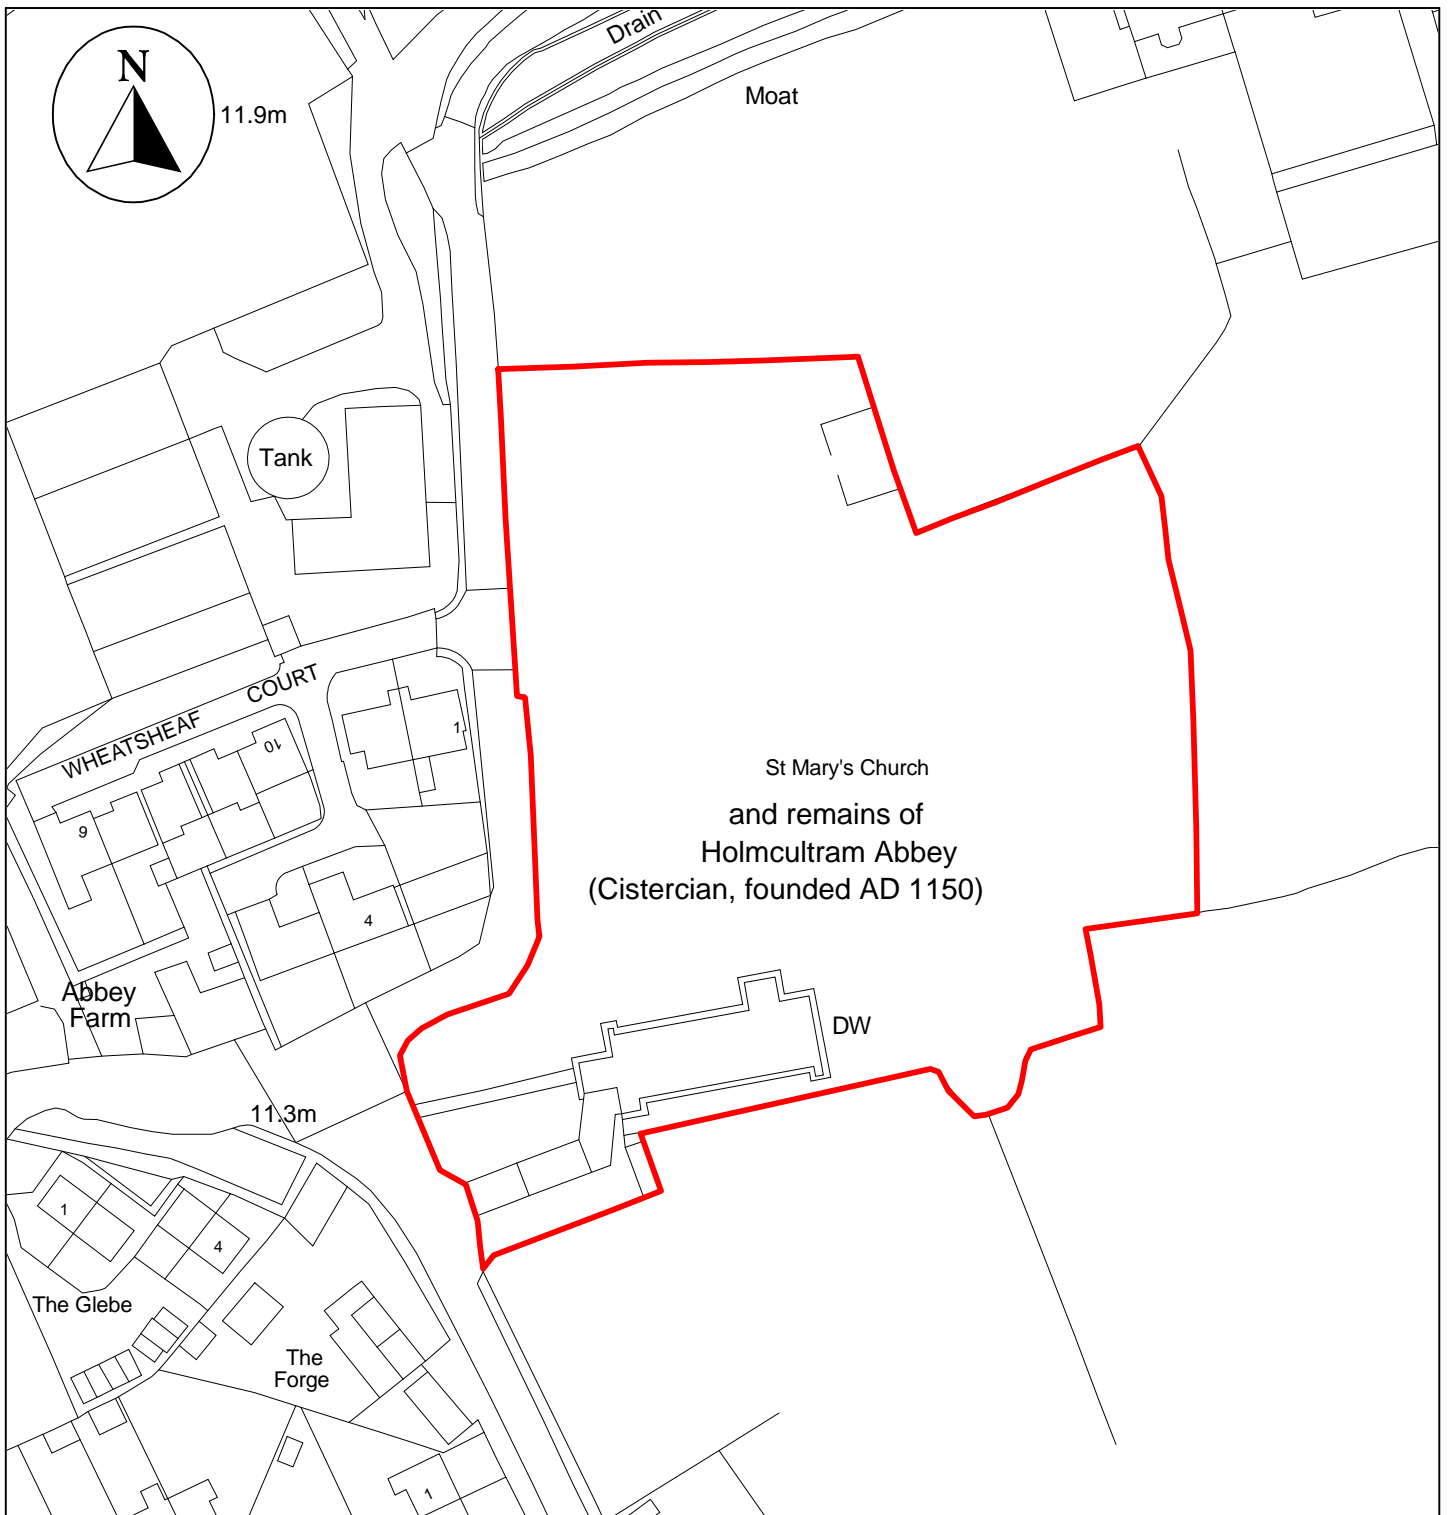 Drain
N
11.9m
Moat
Tank
WHEATSHEAF COURT
1
10
9
4
St Mary's Church
and remains of
Holmcultram Abbey
(Cistercian, founded AD 1150)
Abbey
Farm
DW
11.3m
1
4
The Glebe
The
Forge
1